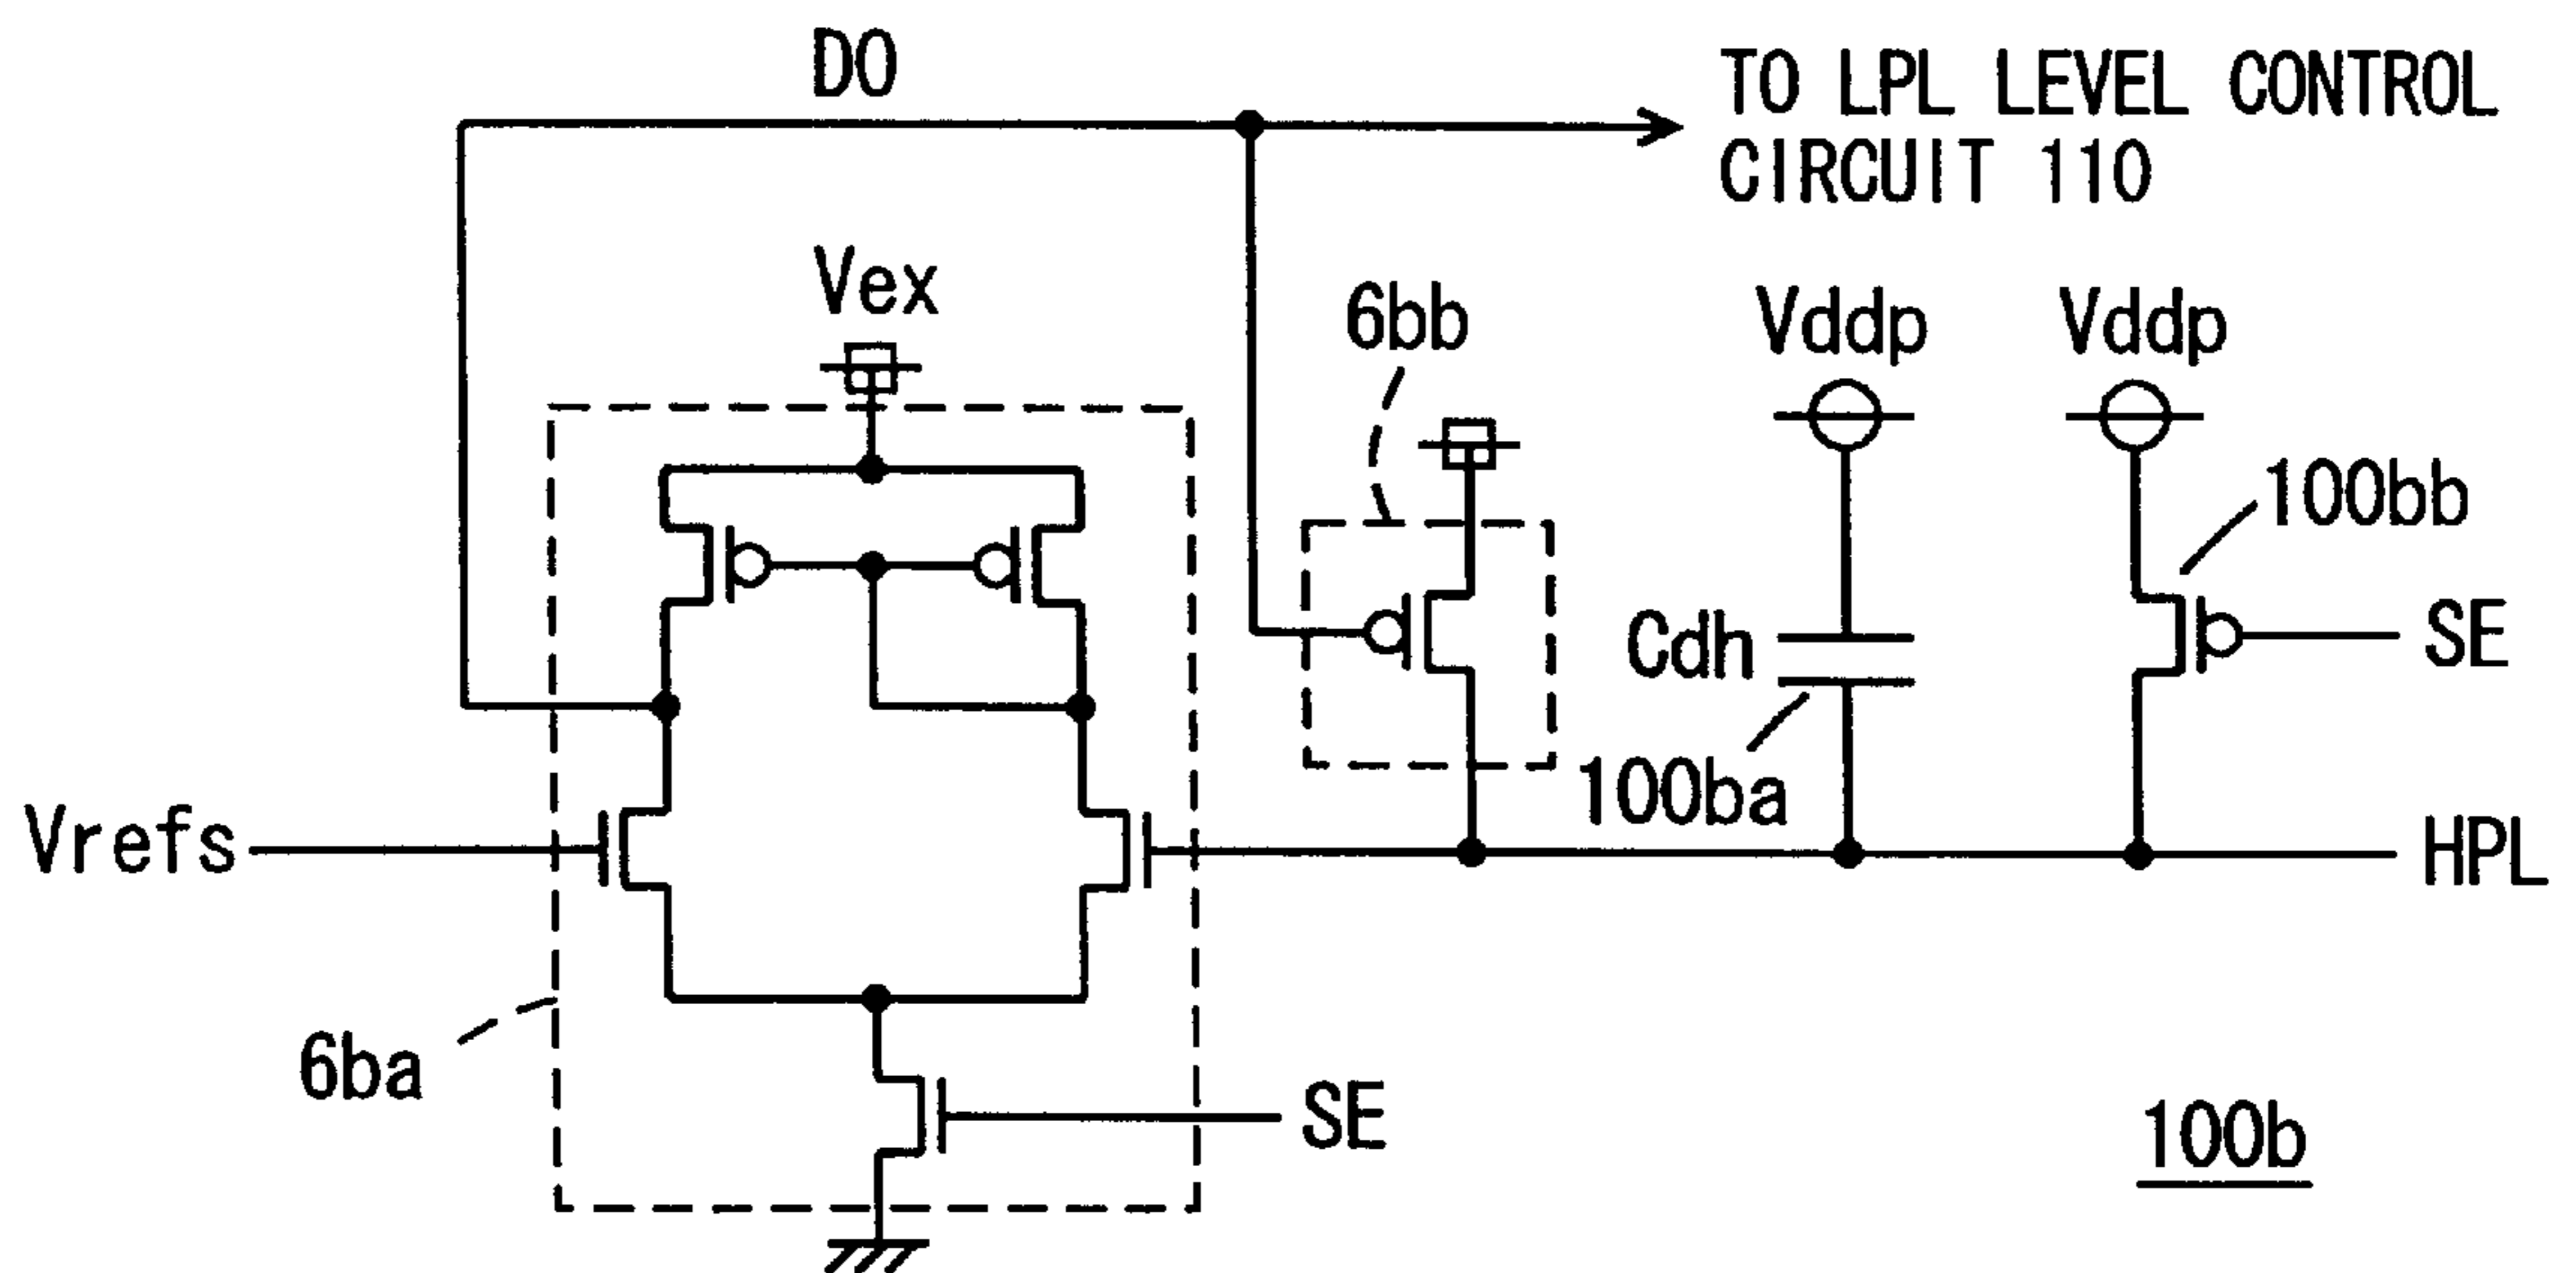 DO
TO LPL LEVEL CONTROL
CIRCUIT 110
Vex
6bb
Vddp
Vddp
100bb
Cdh
SE
100ba
Vrefs
HPL
6ba
SE
100b